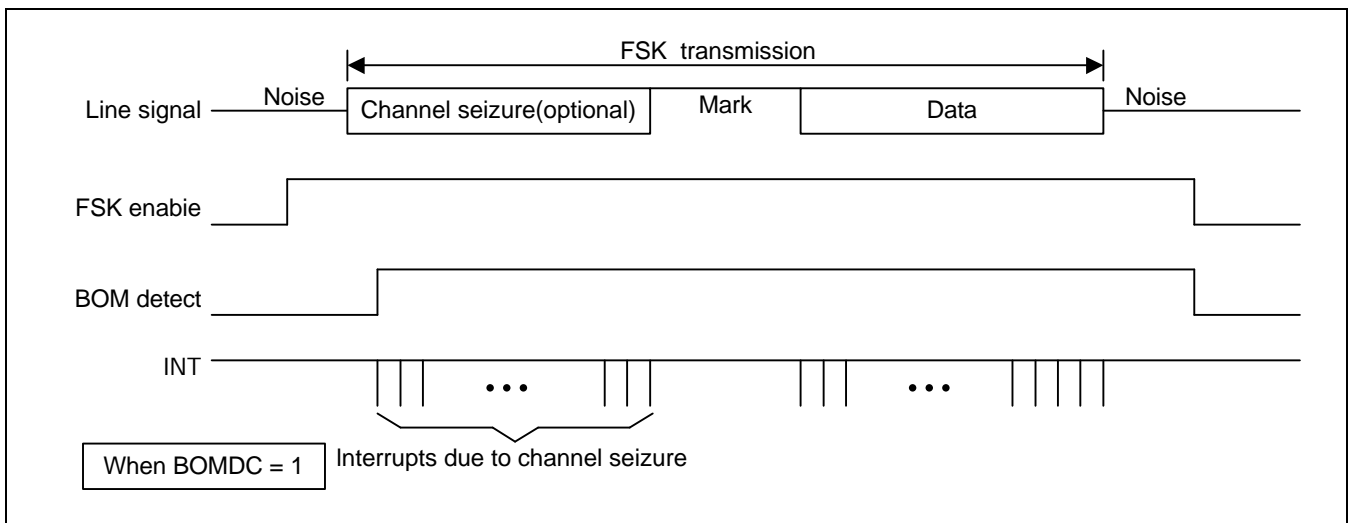 FSK transmission
Line signal Noise Channel seizure(optional) Mark Data Noise
FSK enabie
BOM detect
INT
• • • • • •
When BOMDC = 1 Interrupts due to channel seizure